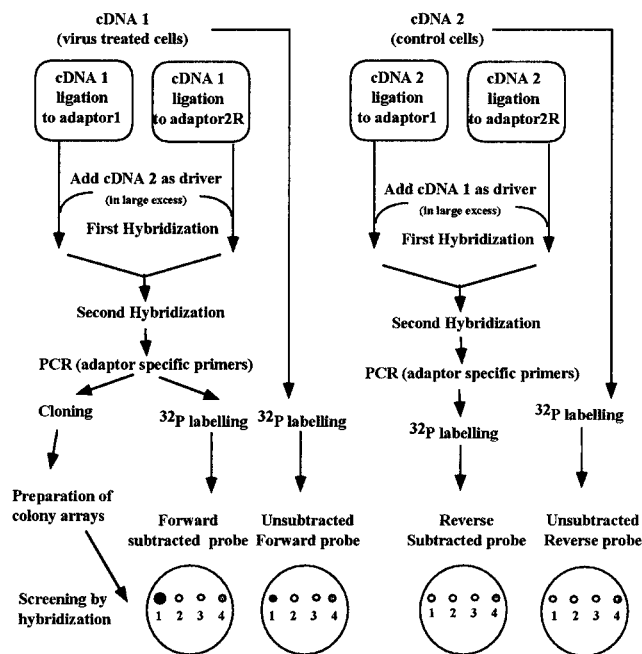 cDNA 1
(virus treated cells)
cDNA 2
(control cells)
cDNA 1
ligation
to adaptor1
cDNA 1
ligation
to adaptor2R
cDNA 2
ligation
to adaptor1
cDNA 2
ligation
to adaptor2R
Add cDNA 2 as driver
(in large excess)
First Hybridization
Add cDNA 1 as driver
(in large excess)
First Hybridization
Second Hybridization
Second Hybridization
PCR (adaptor specific primers)
PCR (adaptor specific primers)
Cloning
32P labelling
32P labelling
32P labelling
32P labelling
Preparation of
colony arrays
Forward
subtracted probe
Unsubtracted
Forward probe
Reverse
Subtracted probe
Unsubtracted
Reverse probe
Screening by
hybridization
1 2 3 4
1 2 3 4
1 2 3 4
1 2 3 4